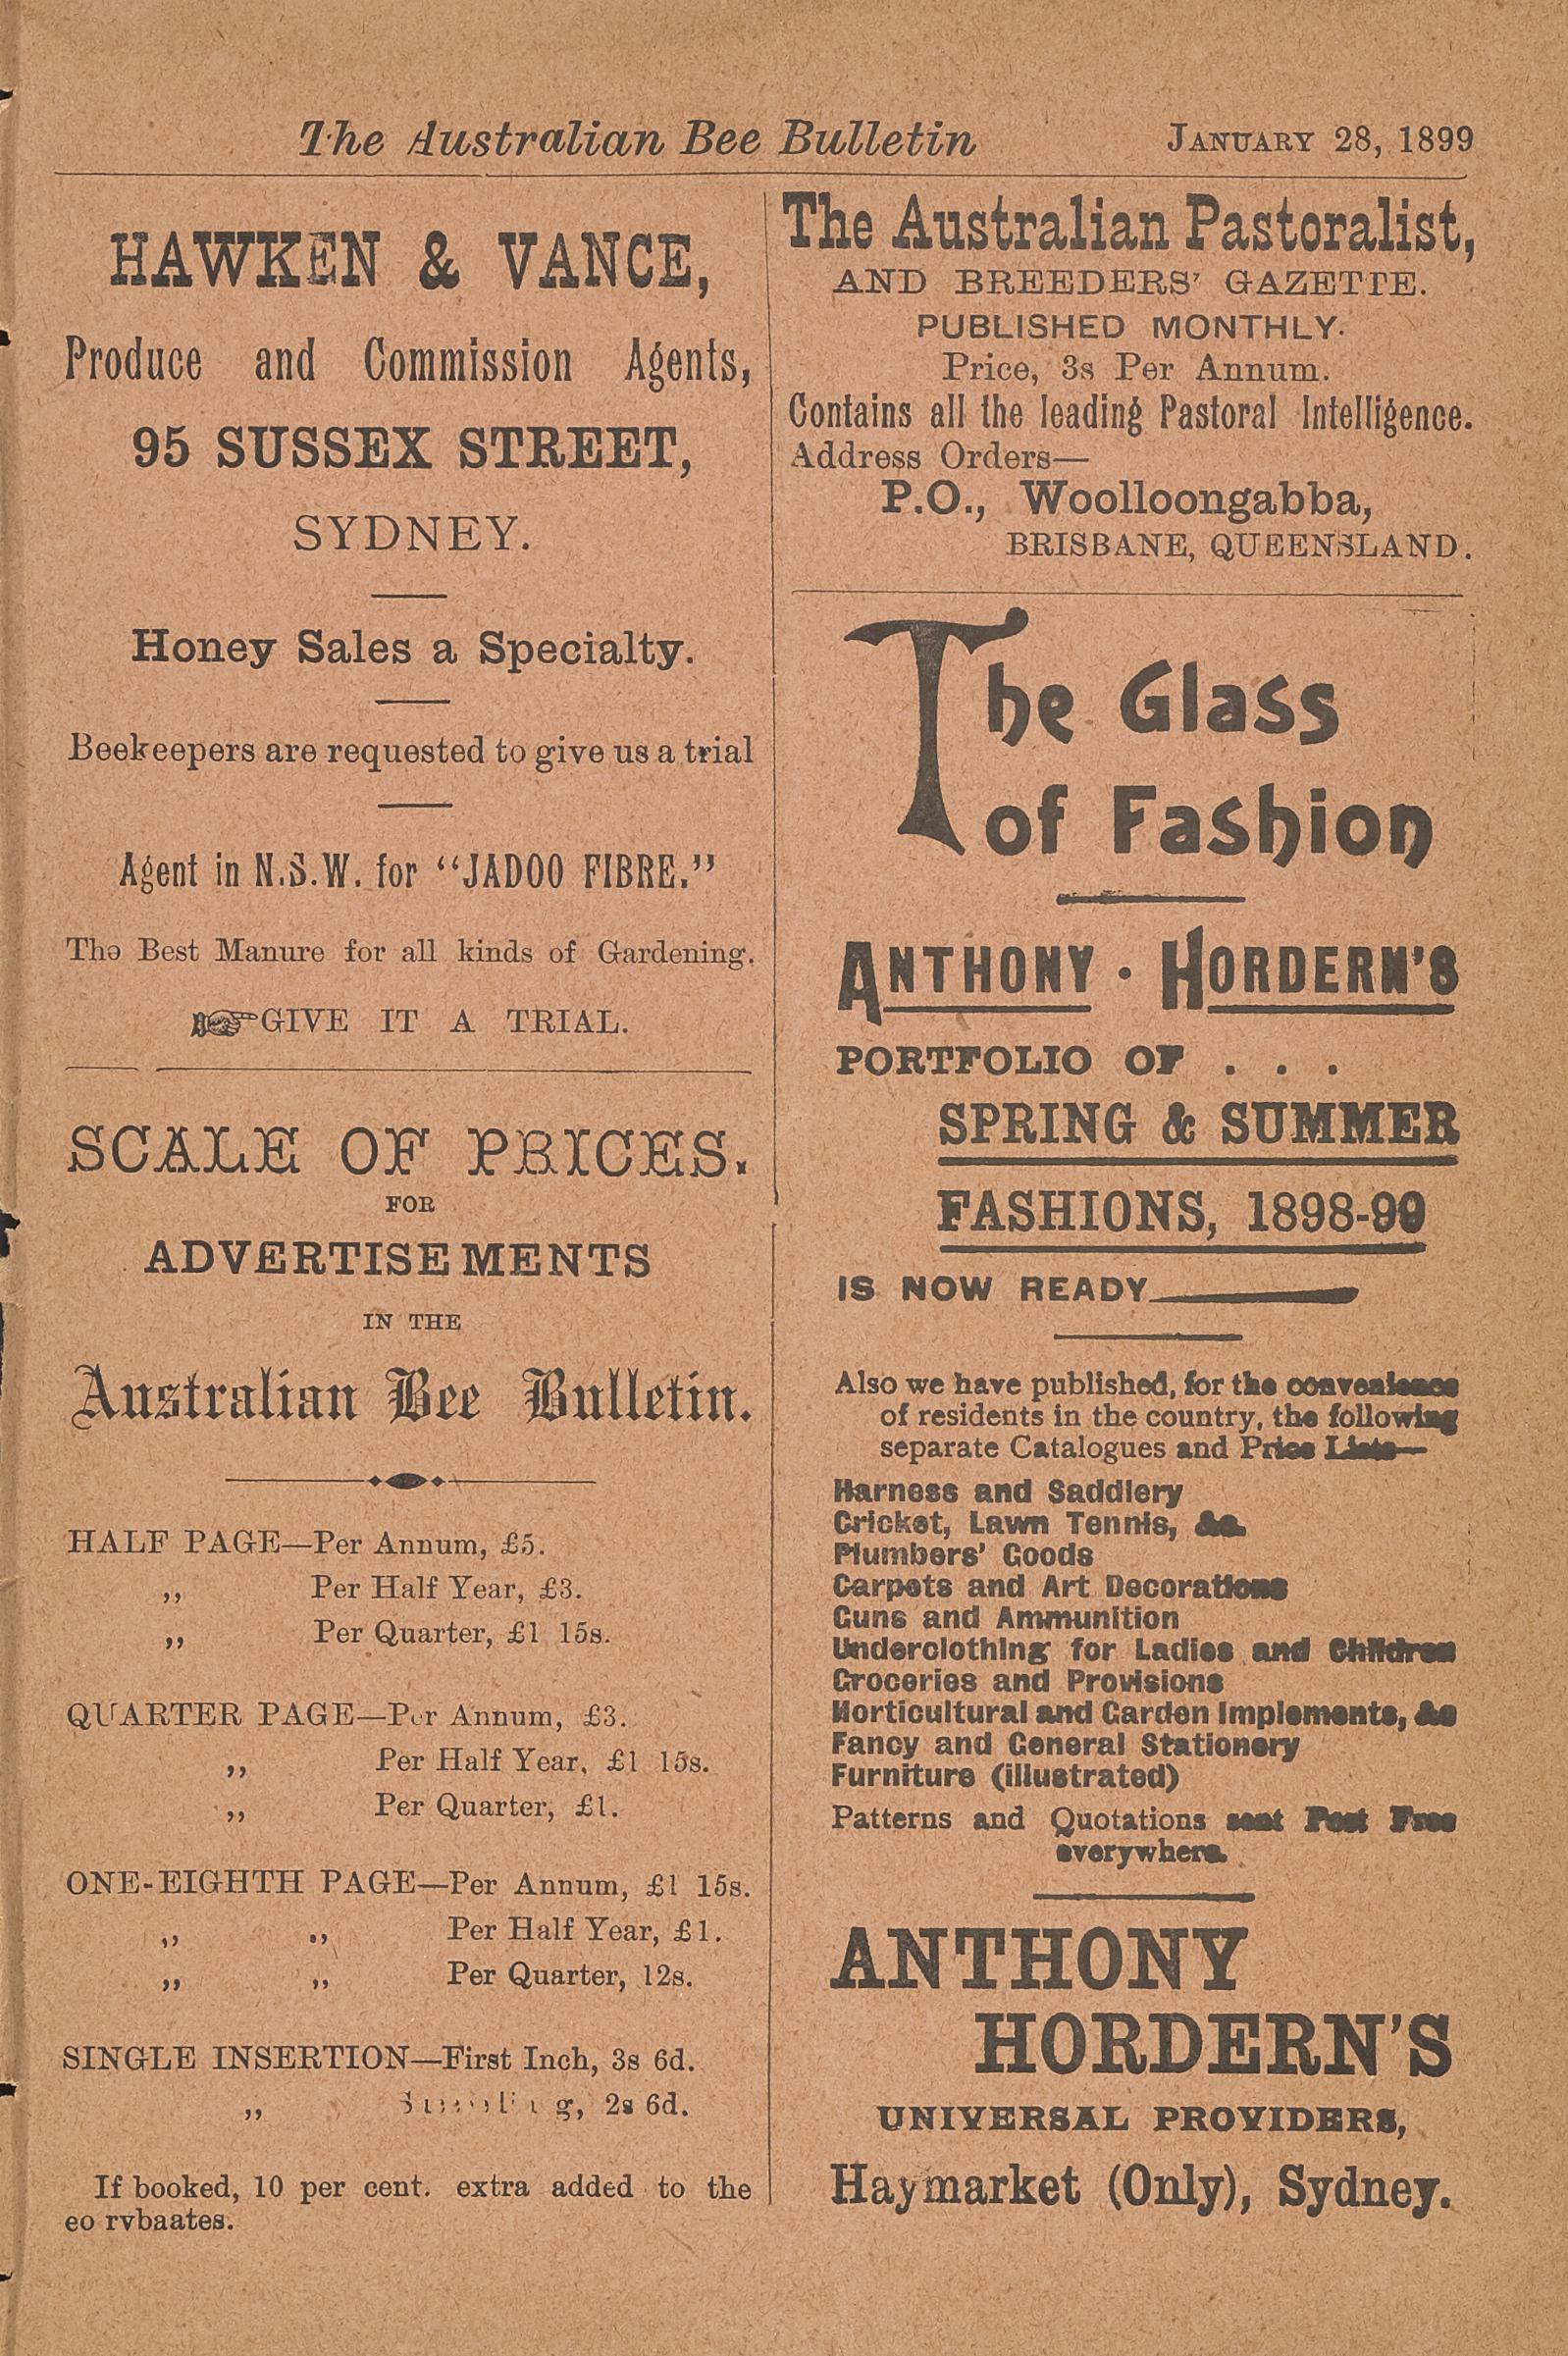 The Australian Bee Bulletin JANUARY 28, 1899
HAWKEN & VANCE,
Produce and Commission Agents,
95 SUSSEX STREET,
SYDNEY.
Honey Sales a Specialty.
Beekeepers are requested to give us a trial
Agent in N.S.W. for "JADOO FIBRE."
The Best Manure for all kinds of Gardening.
GIVE IT A TRIAL.
SCALE OF PRICES.
FOR
ADVERTISEMENTS
IN THE
Australian Bee Bulletin.
HALF PAGE—Per Annum, £5.
„ Per Half Year, £3.
„ Per Quarter, £1 15s.
QUARTER PAGE—Per Annum, £3.
„ Per Half Year, £1 15s.
„ Per Quarter, £1.
ONE-EIGHTH PAGE—Per Annum, £1 15s.
„ „ Per Half Year, £1.
„ „ Per Quarter, 12s.
SINGLE INSERTION—First Inch, 3s 6d.
„ 2s 6d.
If booked, 10 per cent. extra added to the
eo rvbaates.
The Australian Pastoralist,
AND BREEDERS' GAZETTE.
PUBLISHED MONTHLY.
Price, 3s Per Annum.
Contains all the leading Pastoral Intelligence.
Address Orders—
P.O., Woolloongabba,
BRISBANE, QUEENSLAND.
The Glass
of Fashion
ANTHONY · HORDERN'S
PORTFOLIO OF . . .
SPRING & SUMMER
FASHIONS, 1898-99
IS NOW READY
Also we have published, for the convenience
of residents in the country, the following
separate Catalogues and Price Lists—
Harness and Saddlery
Cricket, Lawn Tennis, &c.
Plumbers' Goods
Carpets and Art Decorations
Guns and Ammunition
Underclothing for Ladies and Children
Groceries and Provisions
Horticultural and Garden Implements, &c
Fancy and General Stationery
Furniture (illustrated)
Patterns and Quotations sent Post Free
everywhere.
ANTHONY
HORDERN'S
UNIVERSAL PROVIDERS,
Haymarket (Only), Sydney.